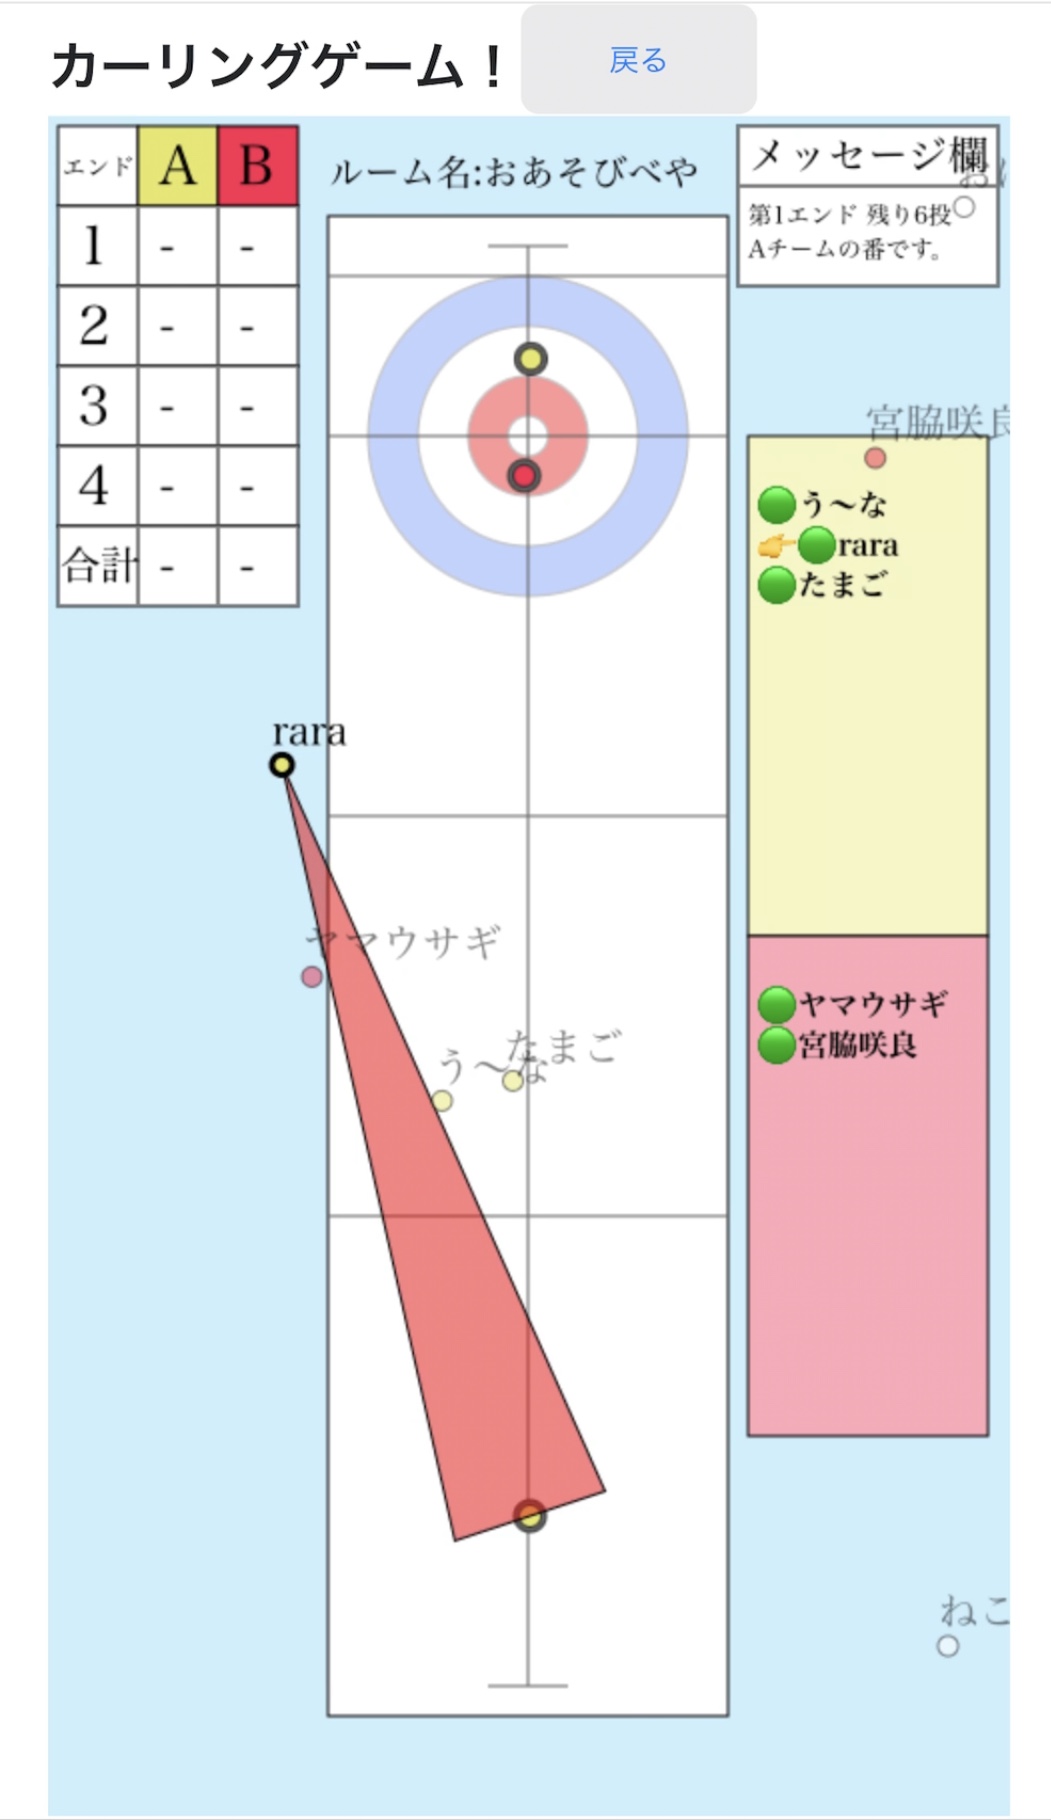 カーリングゲーム！
戻る
エンド A B
1 - -
2 - -
3 - -
4 - -
合計 - -
ルーム名:おあそびべや
メッセージ欄
第1エンド 残り6投
Aチームの番です。
宮脇咲良
う〜な
👉rara
たまご
rara
ヤマウサギ
たまご
う〜な
ヤマウサギ
宮脇咲良
ねこ